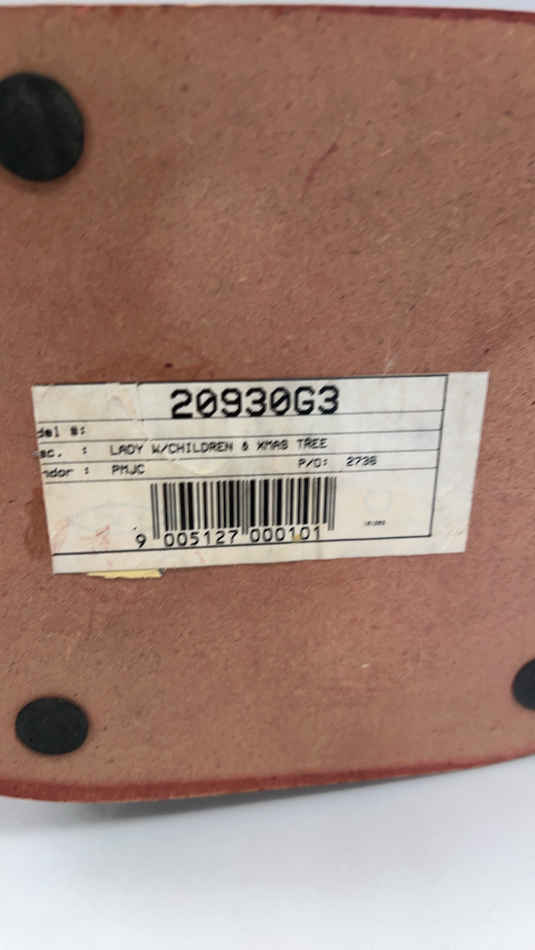 20930G3
del #:
sc. : LADY W/CHILDREN & XMAS TREE
ndor : PMJC P/O: 2738
9 005127 000101